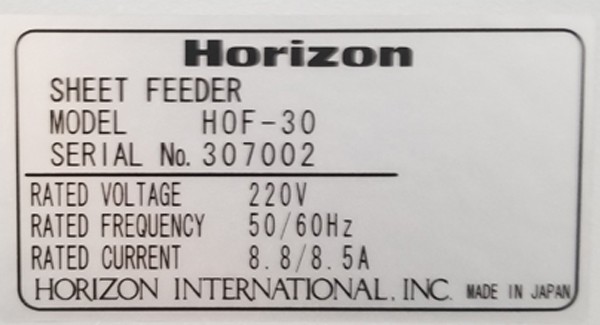 Horizon
SHEET FEEDER
MODEL HOF-30
SERIAL No. 307002
RATED VOLTAGE 220V
RATED FREQUENCY 50/60Hz
RATED CURRENT 8.8/8.5A
HORIZON INTERNATIONAL, INC. MADE IN JAPAN